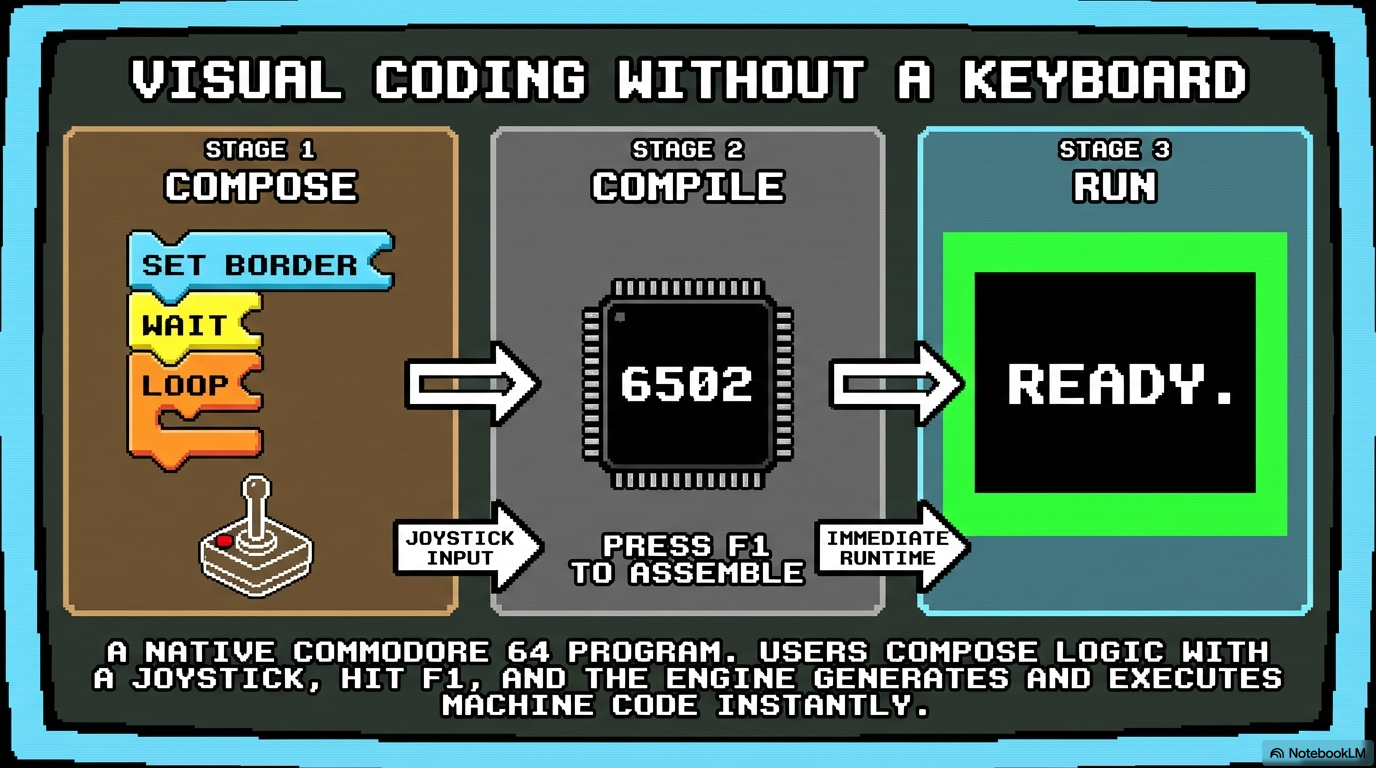 VISUAL CODING WITHOUT A KEYBOARD
STAGE 1
COMPOSE
SET BORDER
WAIT
LOOP
JOYSTICK
INPUT
STAGE 2
COMPILE
6502
PRESS F1
TO ASSEMBLE
IMMEDIATE
RUNTIME
STAGE 3
RUN
READY.
A NATIVE COMMODORE 64 PROGRAM. USERS COMPOSE LOGIC WITH
A JOYSTICK, HIT F1, AND THE ENGINE GENERATES AND EXECUTES
MACHINE CODE INSTANTLY.
NotebookLM